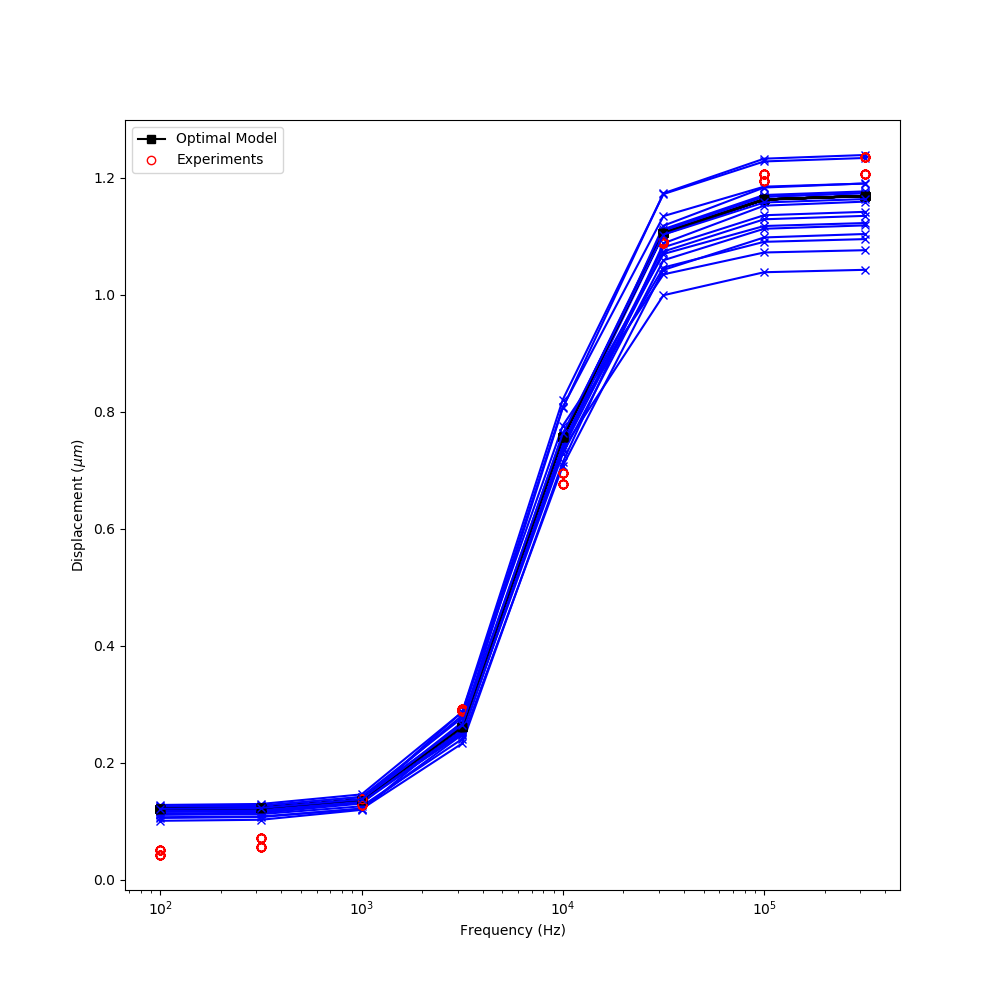 Optimal Model
Experiments
1.2
1.0
0.8
0.6
0.4
0.2
0.0
Displacement (μm)
10²
10³
10⁴
10⁵
Frequency (Hz)